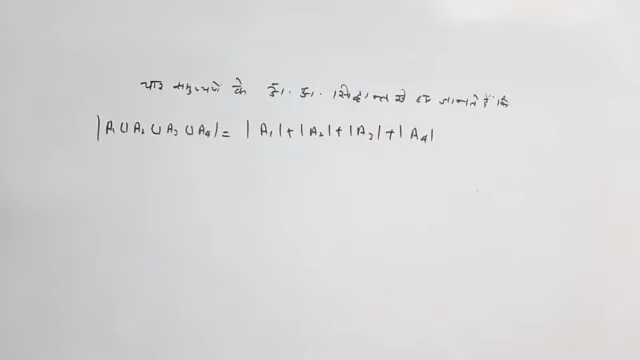 चार समुच्चयों के इ. इ. सिद्धान्त से हम जानते हैं कि
|A₁ ∪ A₂ ∪ A₃ ∪ A₄| = |A₁| + |A₂| + |A₃| + |A₄|